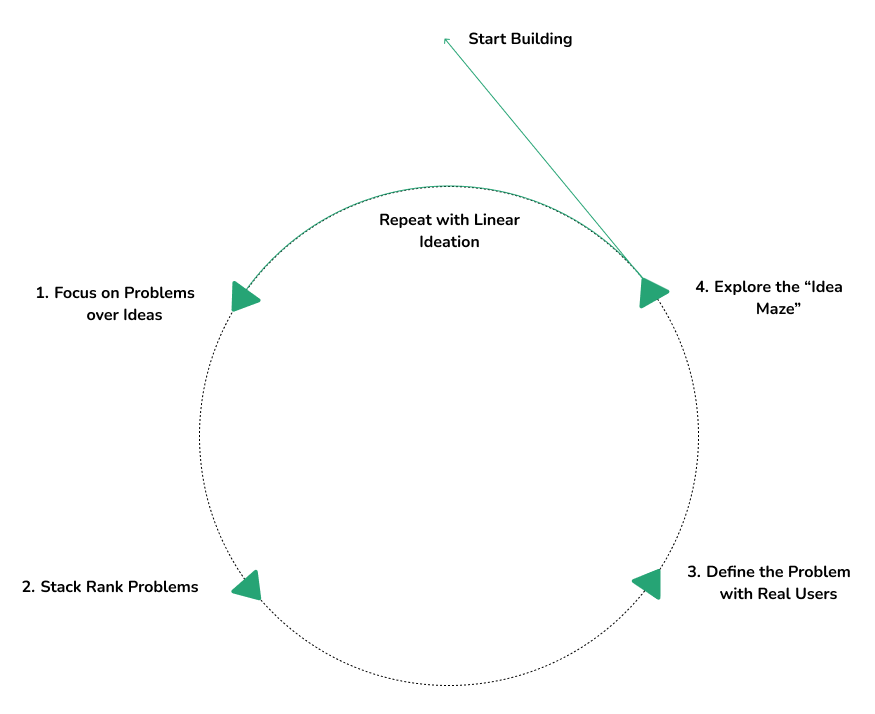 Start Building
Repeat with Linear
Ideation
1. Focus on Problems
over Ideas
4. Explore the “Idea
Maze”
2. Stack Rank Problems
3. Define the Problem
with Real Users